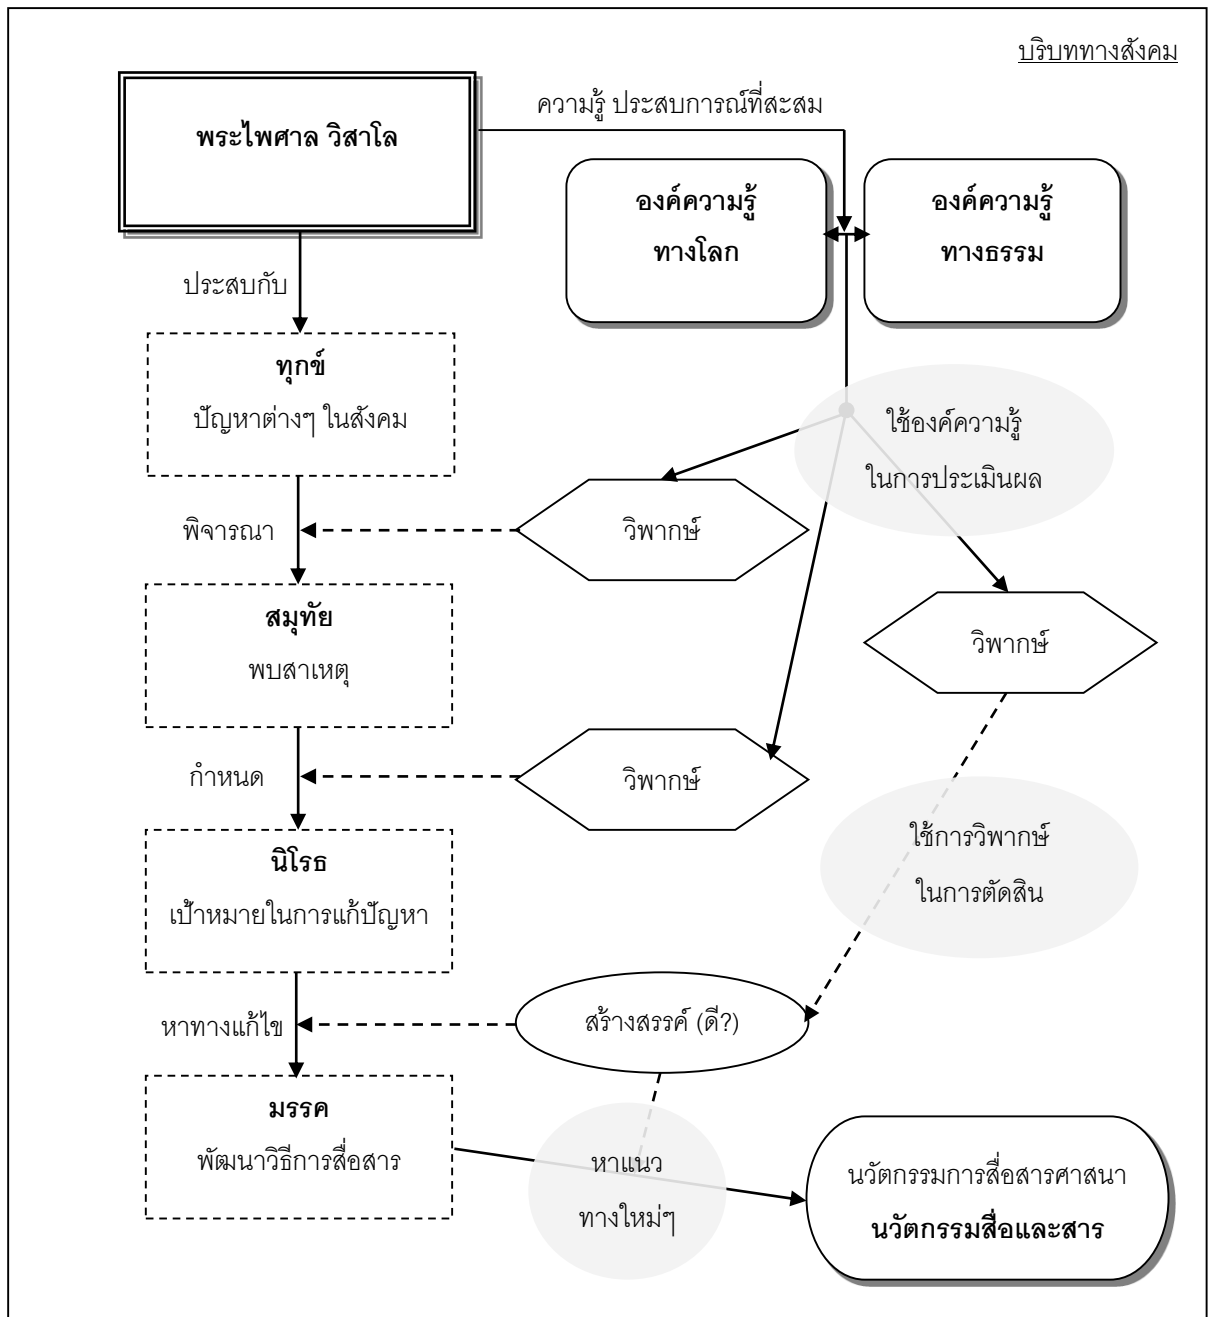 บริบททางสังคม
พระไพศาล วิสาโล
ความรู้ ประสบการณ์ที่สะสม
องค์ความรู้
ทางโลก
องค์ความรู้
ทางธรรม
ประสบกับ
ทุกข์
ปัญหาต่างๆ ในสังคม
ใช้องค์ความรู้
ในการประเมินผล
พิจารณา
วิพากษ์
สมุทัย
พบสาเหตุ
วิพากษ์
กำหนด
วิพากษ์
นิโรธ
เป้าหมายในการแก้ปัญหา
ใช้การวิพากษ์
ในการตัดสิน
หาทางแก้ไข
สร้างสรรค์ (ดี?)
มรรค
พัฒนาวิธีการสื่อสาร
หาแนว
ทางใหม่ๆ
นวัตกรรมการสื่อสารศาสนา
นวัตกรรมสื่อและสาร